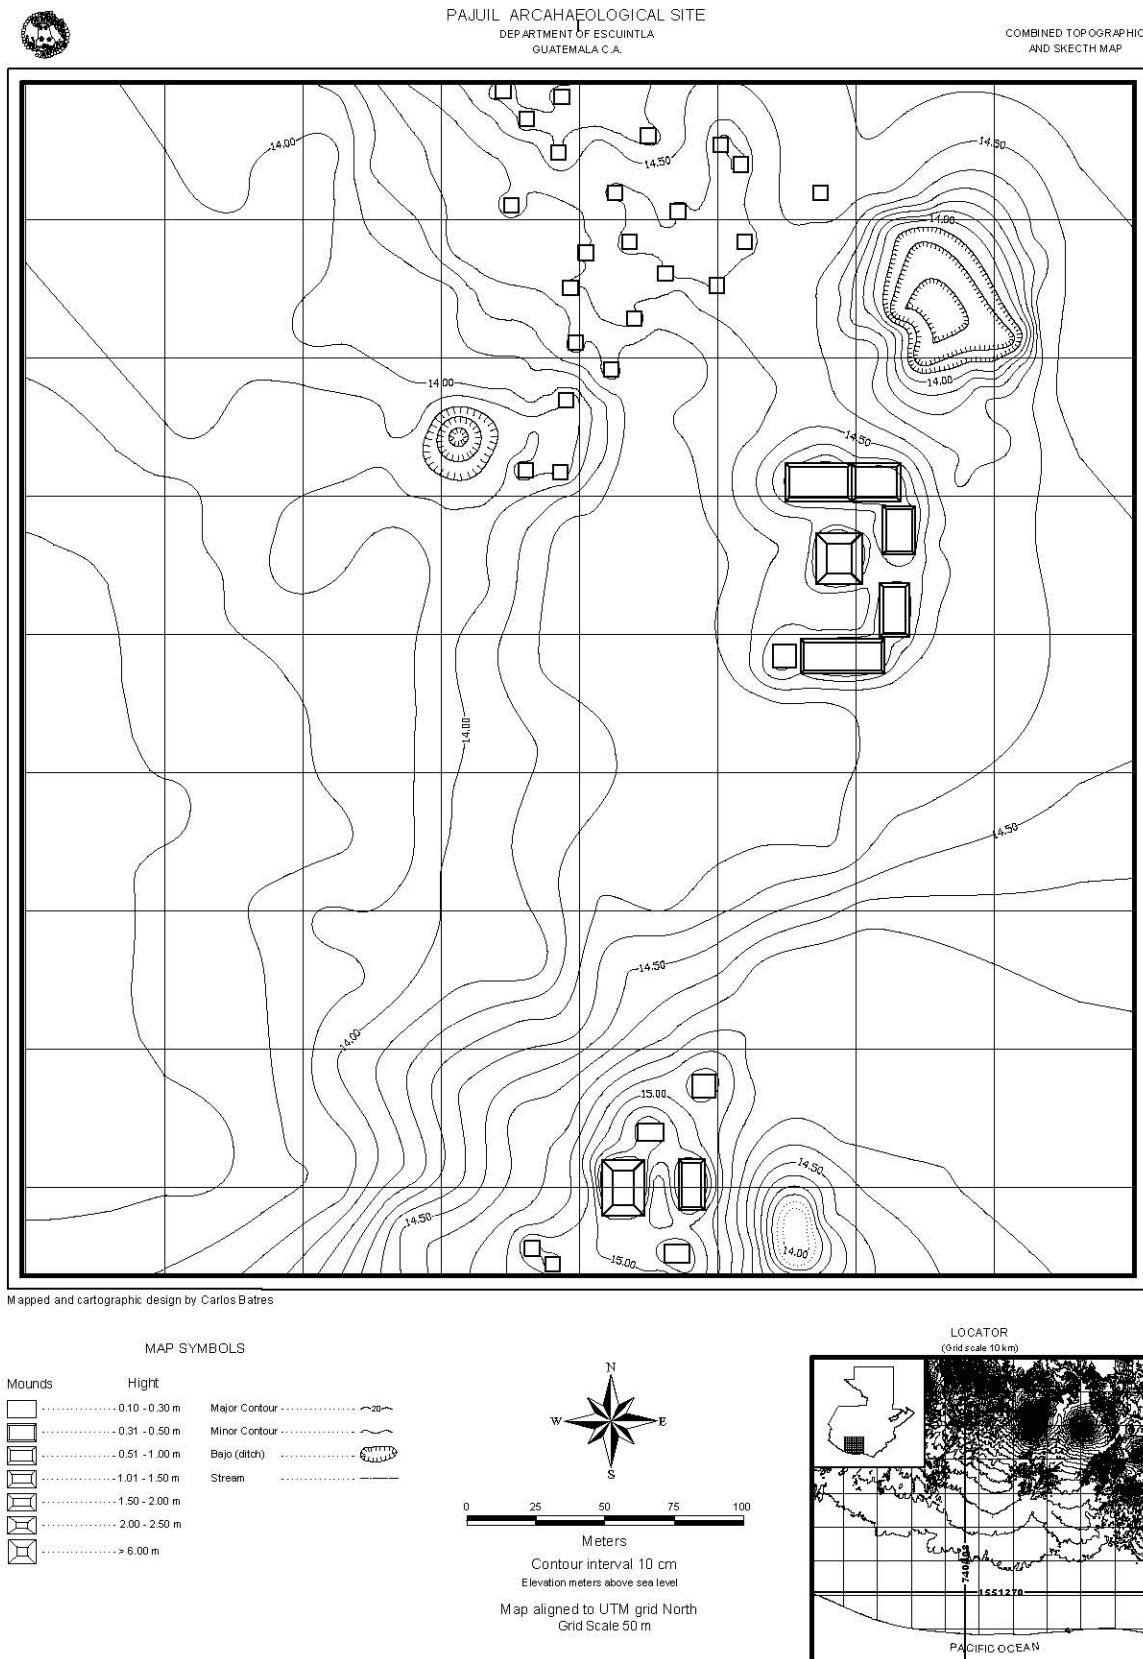 PAJUIL ARCAHAEOLOGICAL SITE
DEPARTMENT OF ESCUINTLA
GUATEMALA C.A.
COMBINED TOPOGRAPHIC
AND SKECTH MAP
14.00
14.50
14.50
14.00
14.00
14.00
14.50
14.00
14.50
14.50
14.00
15.00
14.50
14.50
14.00
15.00
Mapped and cartographic design by Carlos Batres
MAP SYMBOLS
Mounds Hight
0.10 - 0.30 m
0.31 - 0.50 m
0.51 - 1.00 m
1.01 - 1.50 m
1.50 - 2.00 m
2.00 - 2.50 m
> 6.00 m
Major Contour 20
Minor Contour
Bajo (ditch)
Stream
N
W E
S
0 25 50 75 100
Meters
Contour interval 10 cm
Elevation meters above sea level
Map aligned to UTM grid North
Grid Scale 50 m
LOCATOR
(Grid scale 10 km)
1551270
PACIFIC OCEAN